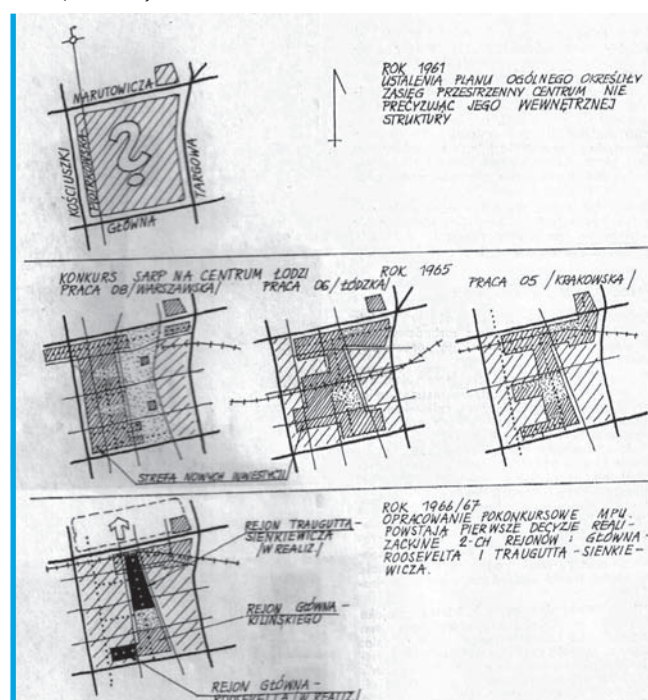 ROK 1961
USTALENIA PLANU OGÓLNEGO OKREŚLIŁY
ZASIĘG PRZESTRZENNY CENTRUM NIE
PRECYZUJĄC JEGO WEWNĘTRZNEJ
STRUKTURY
NARUTOWICZA
KOŚCIUSZKI
PIOTRKOWSKA
?
TARGOWA
GŁÓWNA
KONKURS SARP NA CENTRUM ŁODZI ROK 1965
PRACA 08/WARSZAWSKA/ PRACA 06/ŁÓDZKA/ PRACA 05 /KRAKOWSKA/
STREFA NOWYCH INWESTYCJI
ROK 1966/67
OPRACOWANIE POKONKURSOWE MPU.
POWSTAJĄ PIERWSZE DECYZJE REALI-
ZACYJNE 2-CH REJONÓW : GŁÓWNA-
ROOSEVELTA I TRAUGUTTA-SIENKIE-
WICZA.
REJON TRAUGUTTA-
SIENKIEWICZA
/W REALIZ./
REJON GŁÓWNA-
KILIŃSKIEGO
REJON GŁÓWNA-
ROOSEVELTA /W REALIZ./